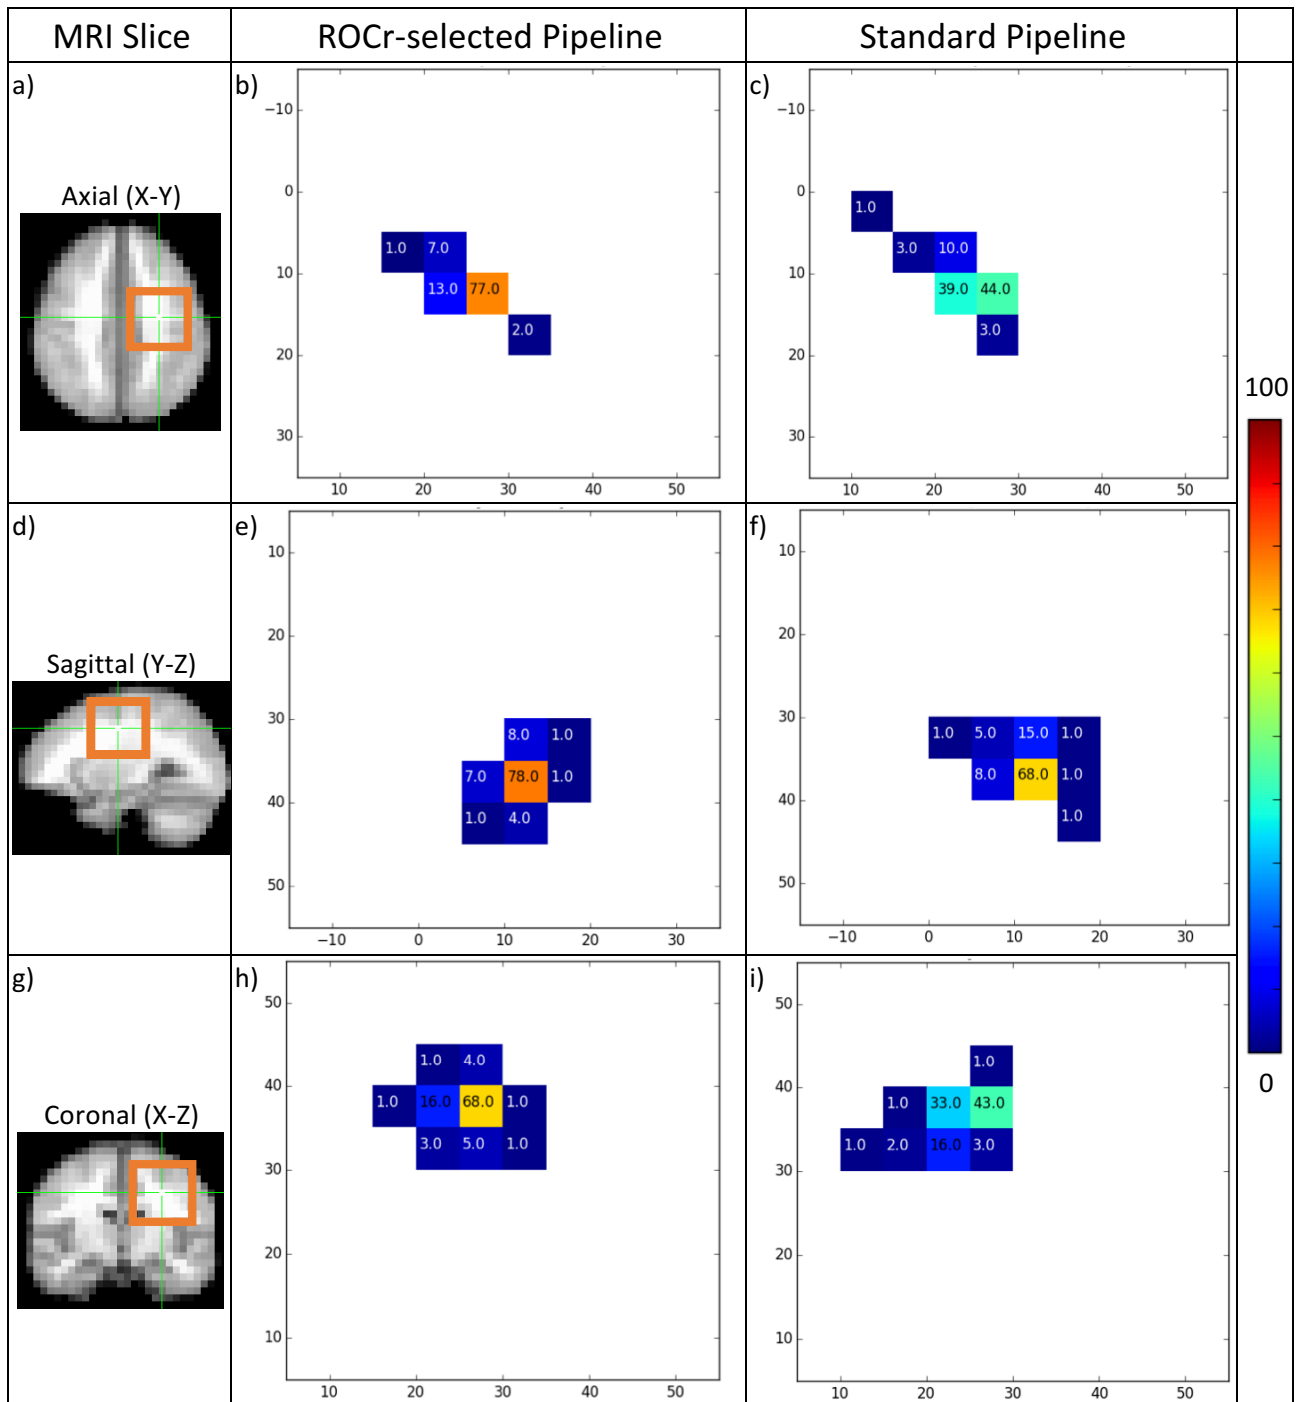 MRI Slice ROCr-selected Pipeline Standard Pipeline
a) b) c)
Axial (X-Y)
−10
0
10
20
30
10 20 30 40 50
1.0 7.0
13.0 77.0
2.0
−10
0
10
20
30
10 20 30 40 50
1.0
3.0 10.0
39.0 44.0
3.0
100
0
d) e) f)
Sagittal (Y-Z)
10
20
30
40
50
−10 0 10 20 30
8.0 1.0
7.0 78.0 1.0
1.0 4.0
10
20
30
40
50
−10 0 10 20 30
1.0 5.0 15.0 1.0
8.0 68.0 1.0
1.0
g) h) i)
Coronal (X-Z)
50
40
30
20
10
10 20 30 40 50
1.0 4.0
1.0 16.0 68.0 1.0
3.0 5.0 1.0
50
40
30
20
10
10 20 30 40 50
1.0
1.0 33.0 43.0
1.0 2.0 16.0 3.0